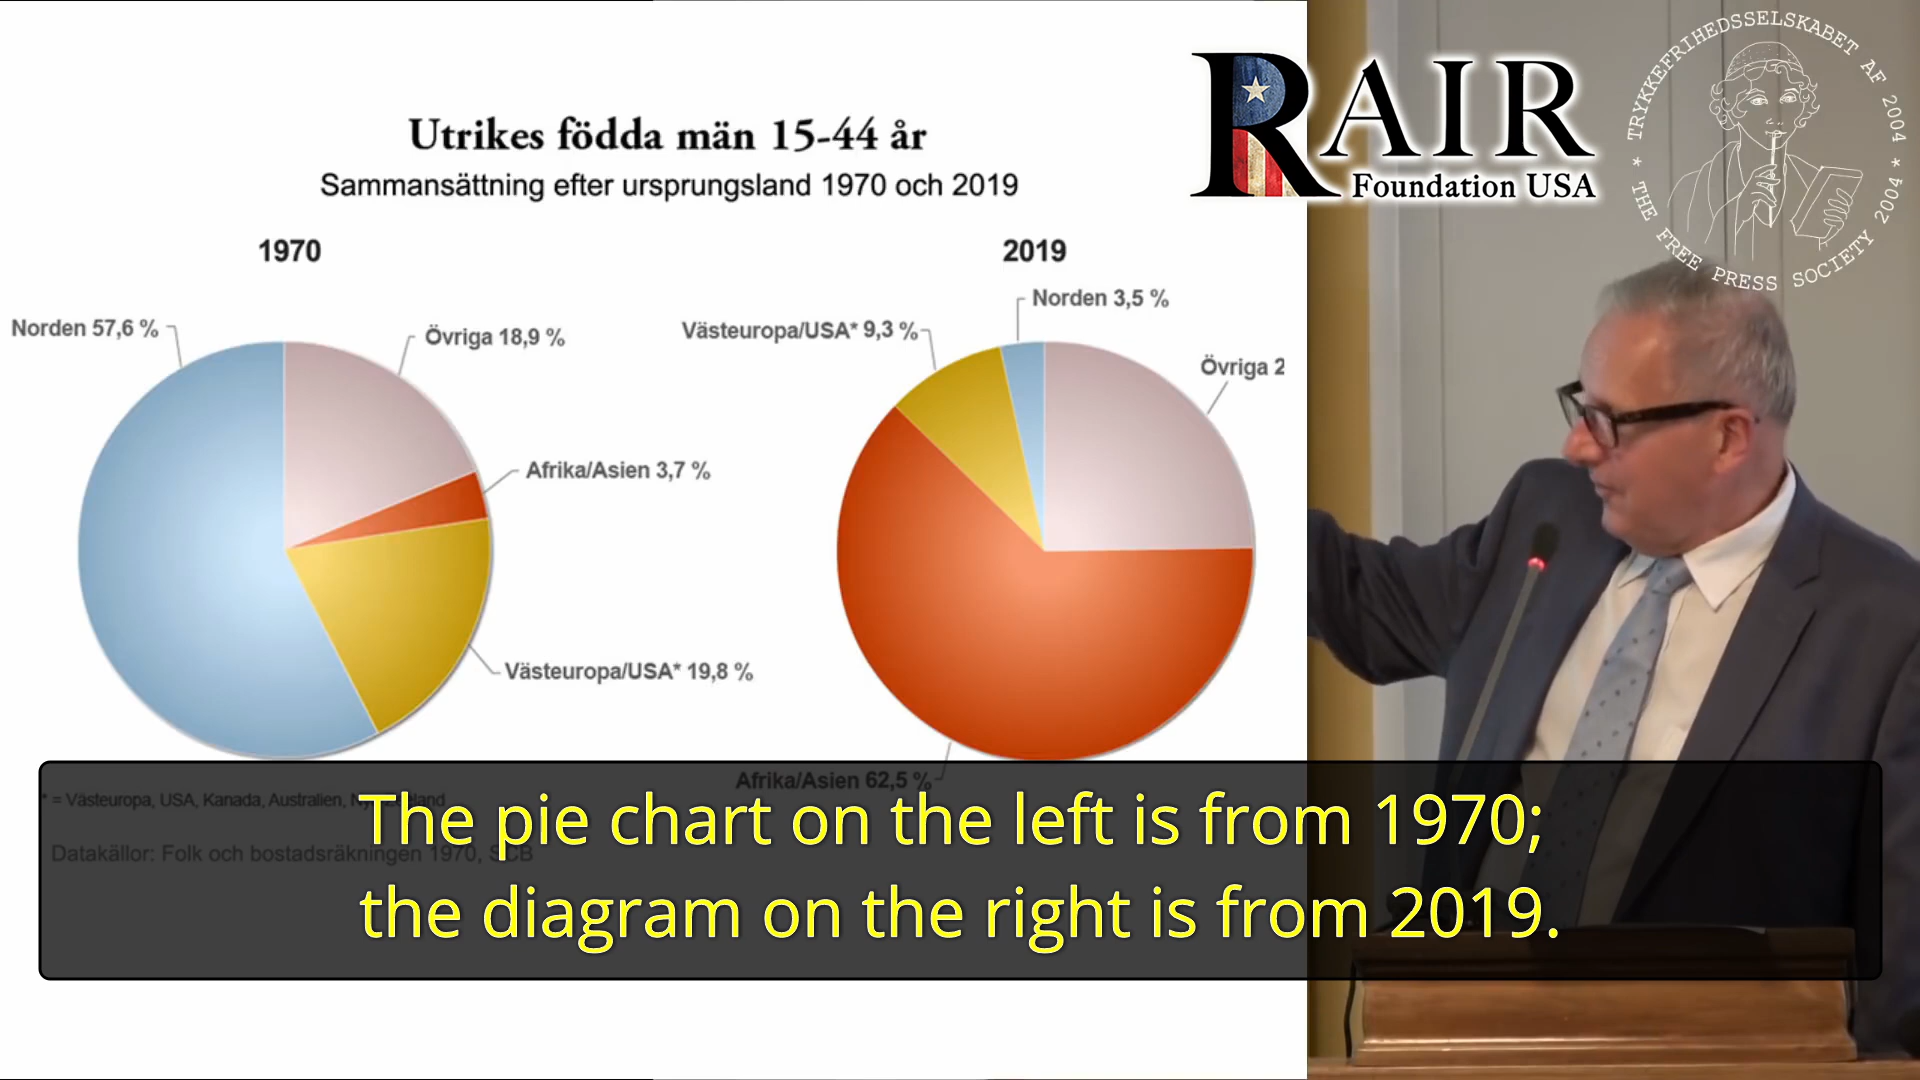 Utrikes födda män 15-44 år
Sammansättning efter ursprungsland 1970 och 2019
1970
2019
Norden 57,6 %
Övriga 18,9 %
Afrika/Asien 3,7 %
Västeuropa/USA* 19,8 %
Västeuropa/USA* 9,3 %
Norden 3,5 %
Övriga 2
Afrika/Asien 62,5 %
* = Västeuropa, USA, Kanada, Australien,
Datakällor: Folk och bostadsräkningen 1970, SCB
RAIR
Foundation USA
TRYKKEFRIHEDSSELSKABET AF 2004 *
* THE FREE PRESS SOCIETY 2004
The pie chart on the left is from 1970;
the diagram on the right is from 2019.